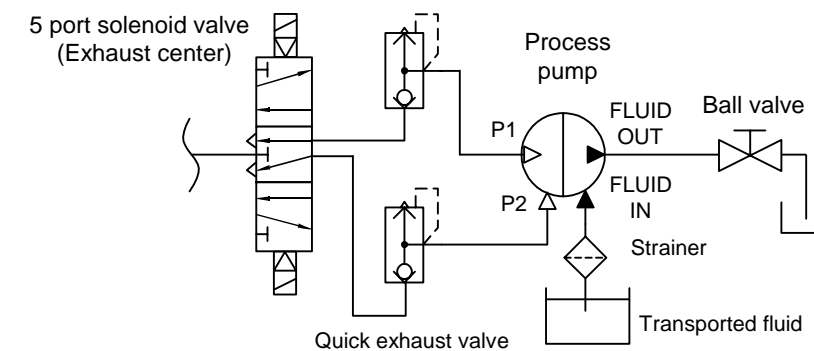 5 port solenoid valve
(Exhaust center)
Process
pump
P1
FLUID
OUT
Ball valve
P2
FLUID
IN
Strainer
Transported fluid
Quick exhaust valve